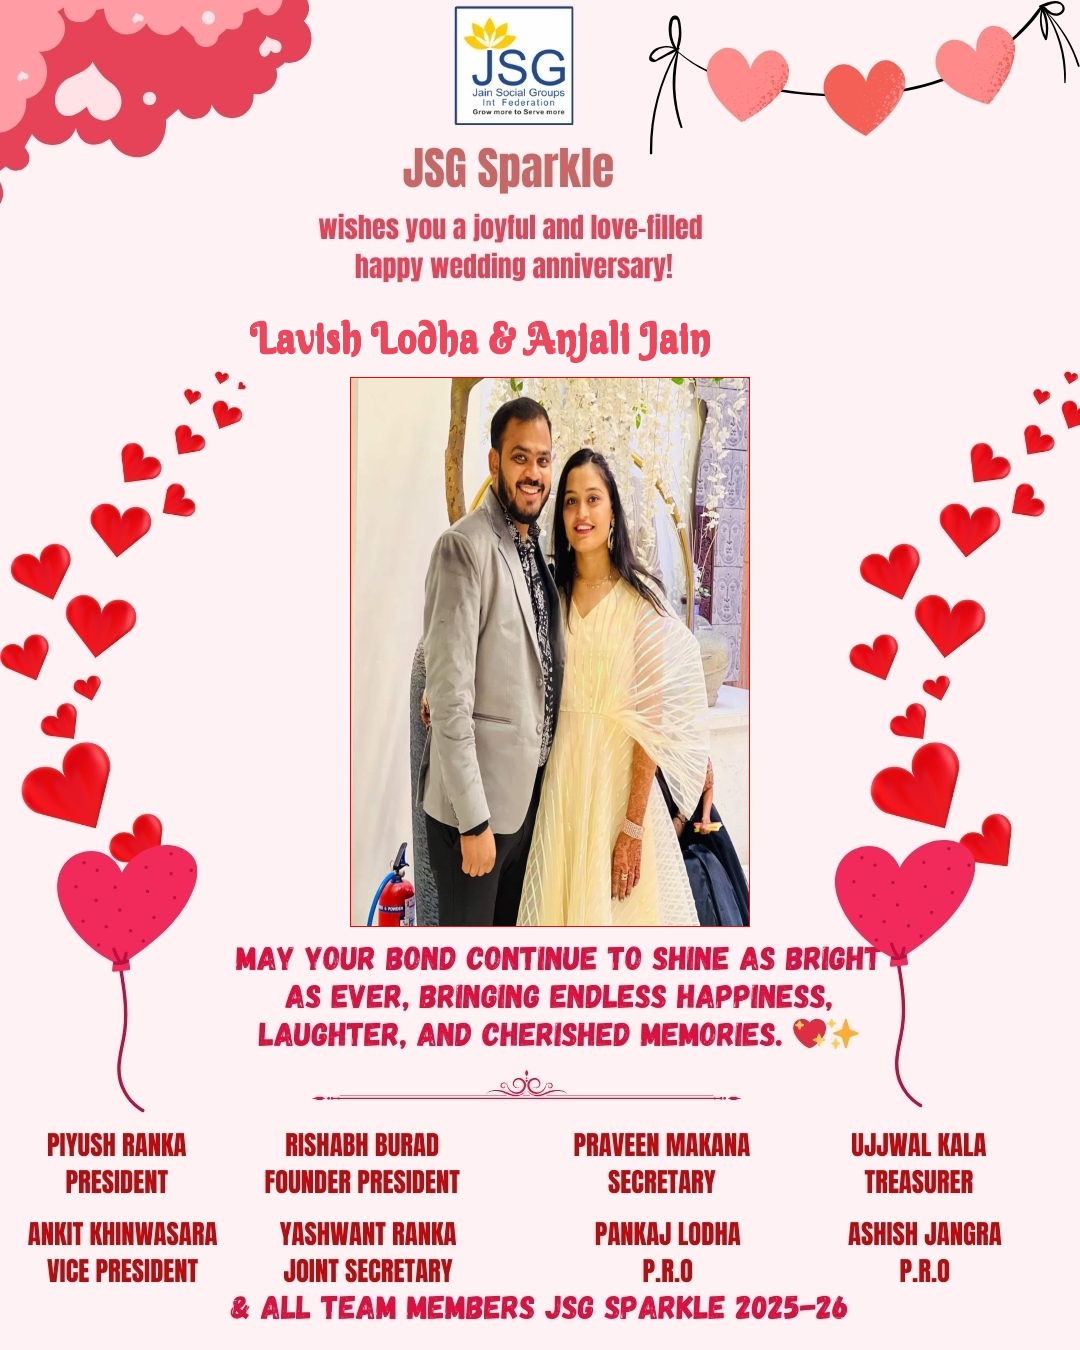 JSG
Jain Social Groups
Int Federation
Grow more to Serve more
JSG Sparkle
wishes you a joyful and love-filled
happy wedding anniversary!
Lavish Lodha & Anjali Jain
MAY YOUR BOND CONTINUE TO SHINE AS BRIGHT
AS EVER, BRINGING ENDLESS HAPPINESS,
LAUGHTER, AND CHERISHED MEMORIES. 💖✨
PIYUSH RANKA
PRESIDENT
RISHABH BURAD
FOUNDER PRESIDENT
PRAVEEN MAKANA
SECRETARY
UJJWAL KALA
TREASURER
ANKIT KHINWASARA
VICE PRESIDENT
YASHWANT RANKA
JOINT SECRETARY
PANKAJ LODHA
P.R.O
ASHISH JANGRA
P.R.O
& ALL TEAM MEMBERS JSG SPARKLE 2025-26